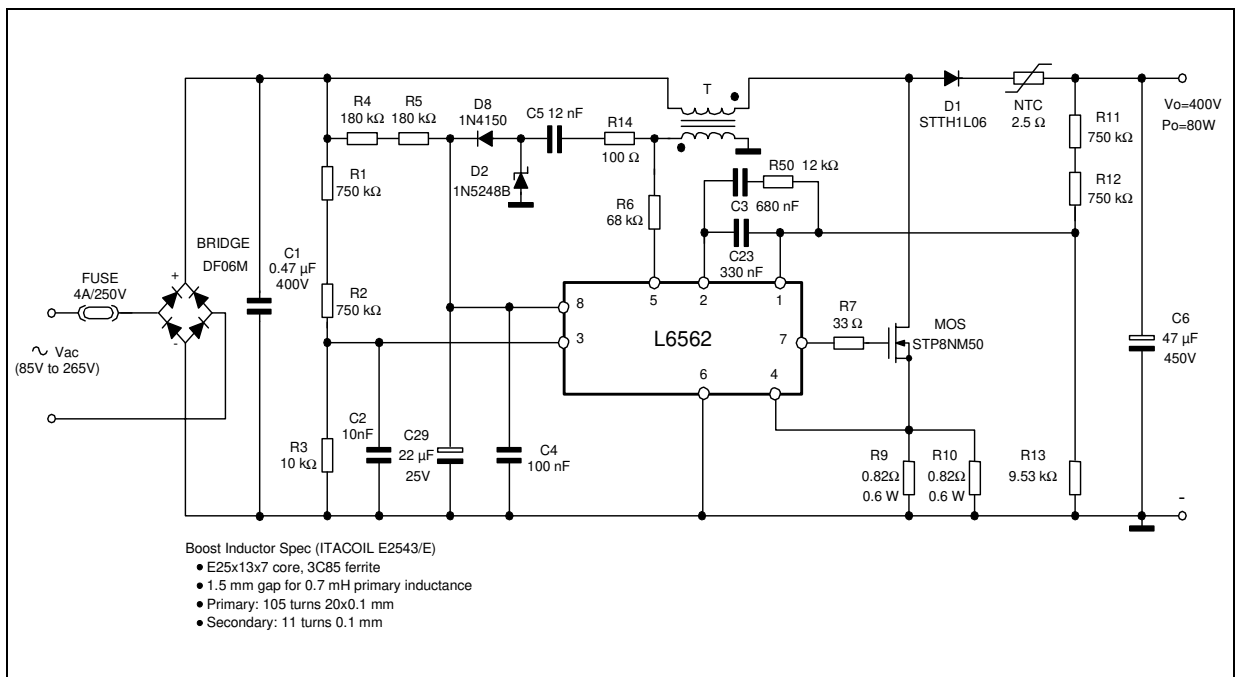 T
D1
STTH1L06
NTC
2.5 Ω
Vo=400V
Po=80W
R4
180 kΩ
R5
180 kΩ
D8
1N4150
C5 12 nF
R14
100 Ω
R11
750 kΩ
R1
750 kΩ
D2
1N5248B
R50 12 kΩ
C3 680 nF
R12
750 kΩ
R6
68 kΩ
BRIDGE
DF06M
+
-
C1
0.47 µF
400V
C23
330 nF
FUSE
4A/250V
R2
750 kΩ
8
5
2
1
3
L6562
7
6
4
R7
33 Ω
MOS
STP8NM50
C6
47 µF
450V
∿ Vac
(85V to 265V)
R3
10 kΩ
C2
10nF
C29
22 µF
25V
C4
100 nF
R9
0.82Ω
0.6 W
R10
0.82Ω
0.6 W
R13
9.53 kΩ
-
Boost Inductor Spec (ITACOIL E2543/E)
● E25x13x7 core, 3C85 ferrite
● 1.5 mm gap for 0.7 mH primary inductance
● Primary: 105 turns 20x0.1 mm
● Secondary: 11 turns 0.1 mm